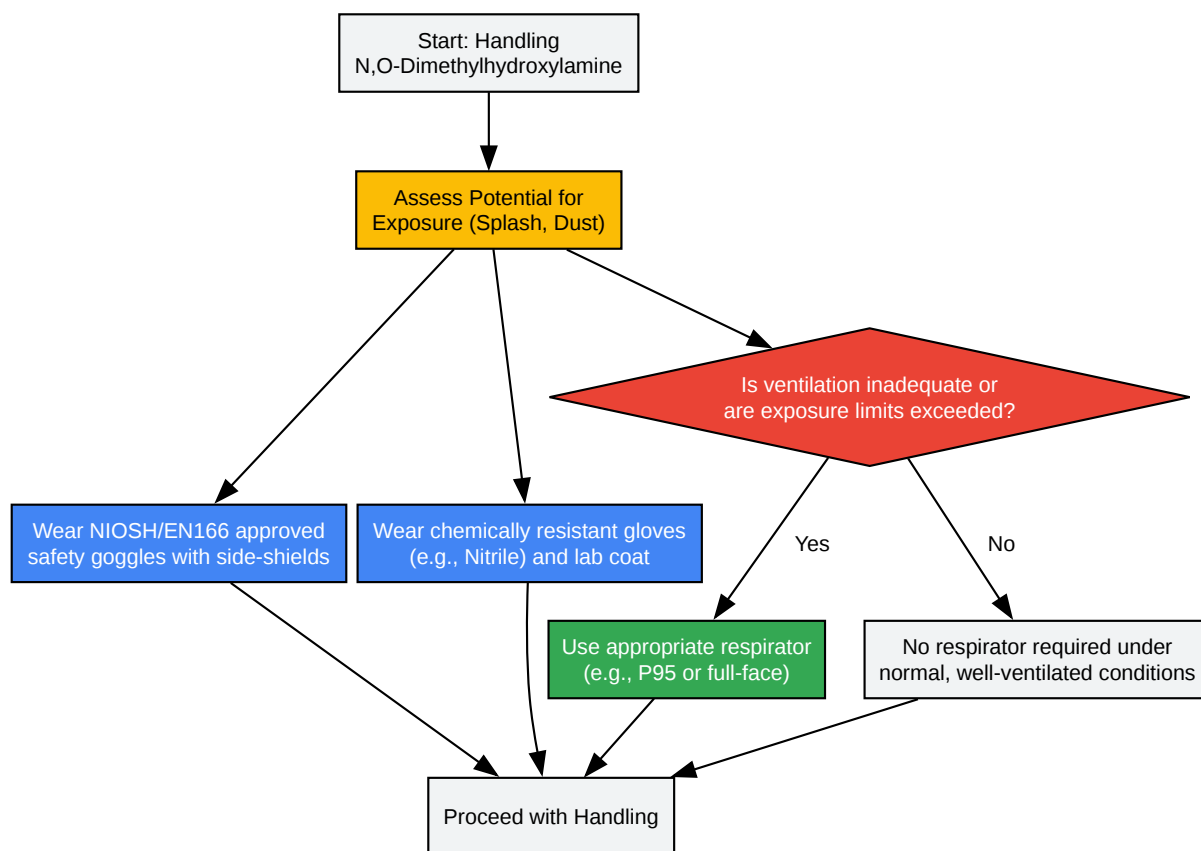 Start: Handling
N,O-Dimethylhydroxylamine
Assess Potential for
Exposure (Splash, Dust)
Is ventilation inadequate or
are exposure limits exceeded?
Wear NIOSH/EN166 approved
safety goggles with side-shields
Wear chemically resistant gloves
(e.g., Nitrile) and lab coat
Yes
No
Use appropriate respirator
(e.g., P95 or full-face)
No respirator required under
normal, well-ventilated conditions
Proceed with Handling